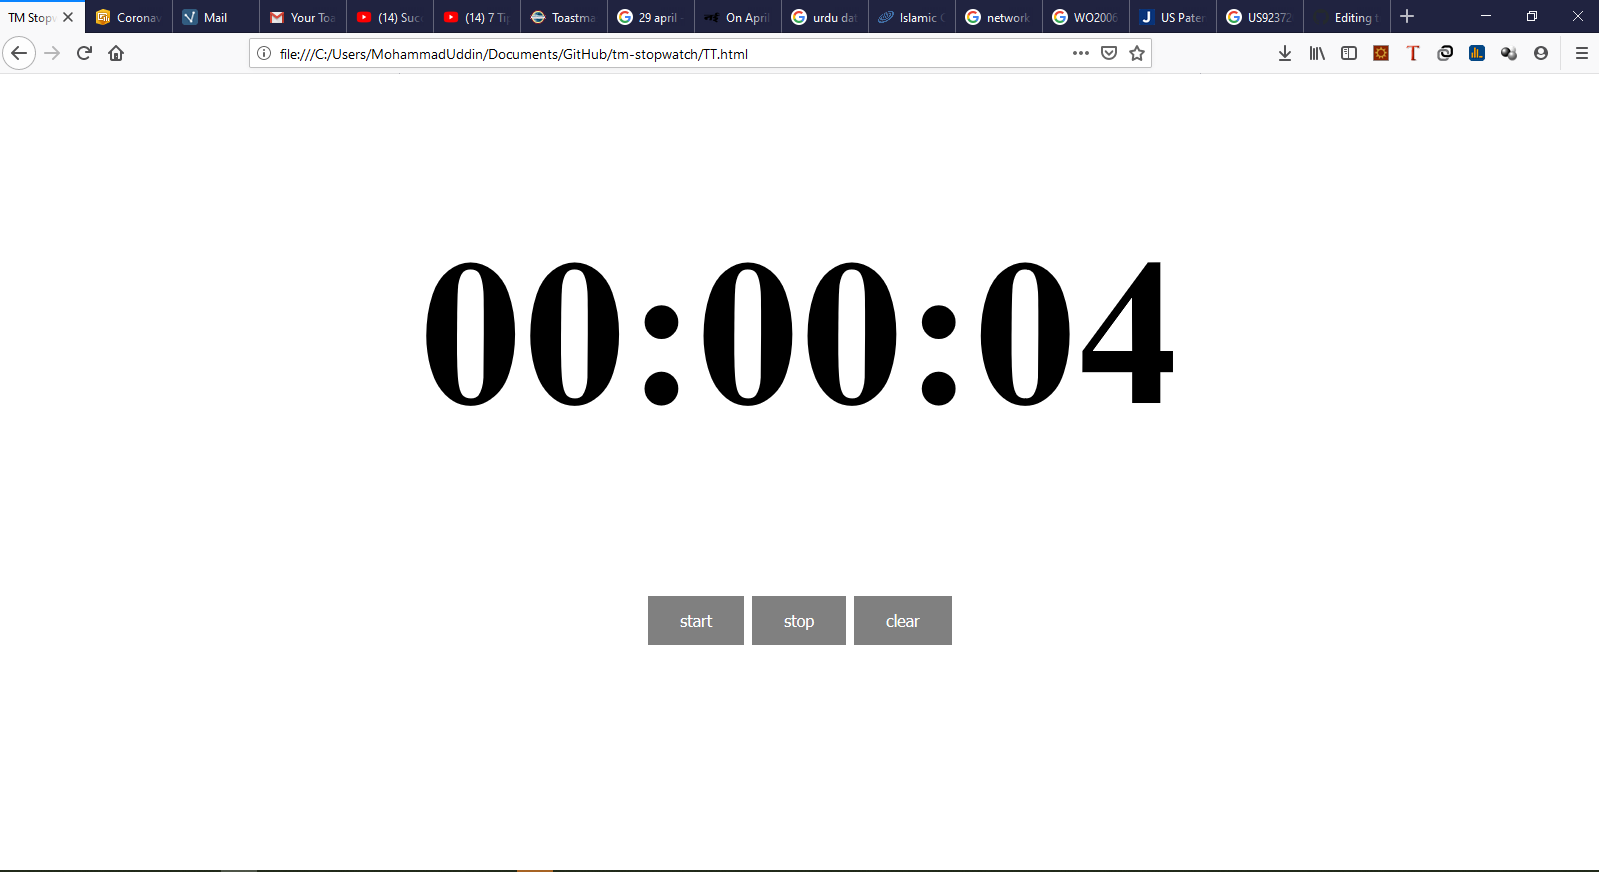 TM Stop
Coronav
Mail
Your Toa
(14) Suc
(14) 7 Tip
Toastma
29 april -
On April
urdu dat
Islamic C
network
WO2006
US Paten
US92372
Editing t
file:///C:/Users/MohammadUddin/Documents/GitHub/tm-stopwatch/TT.html
00:00:04
start stop clear